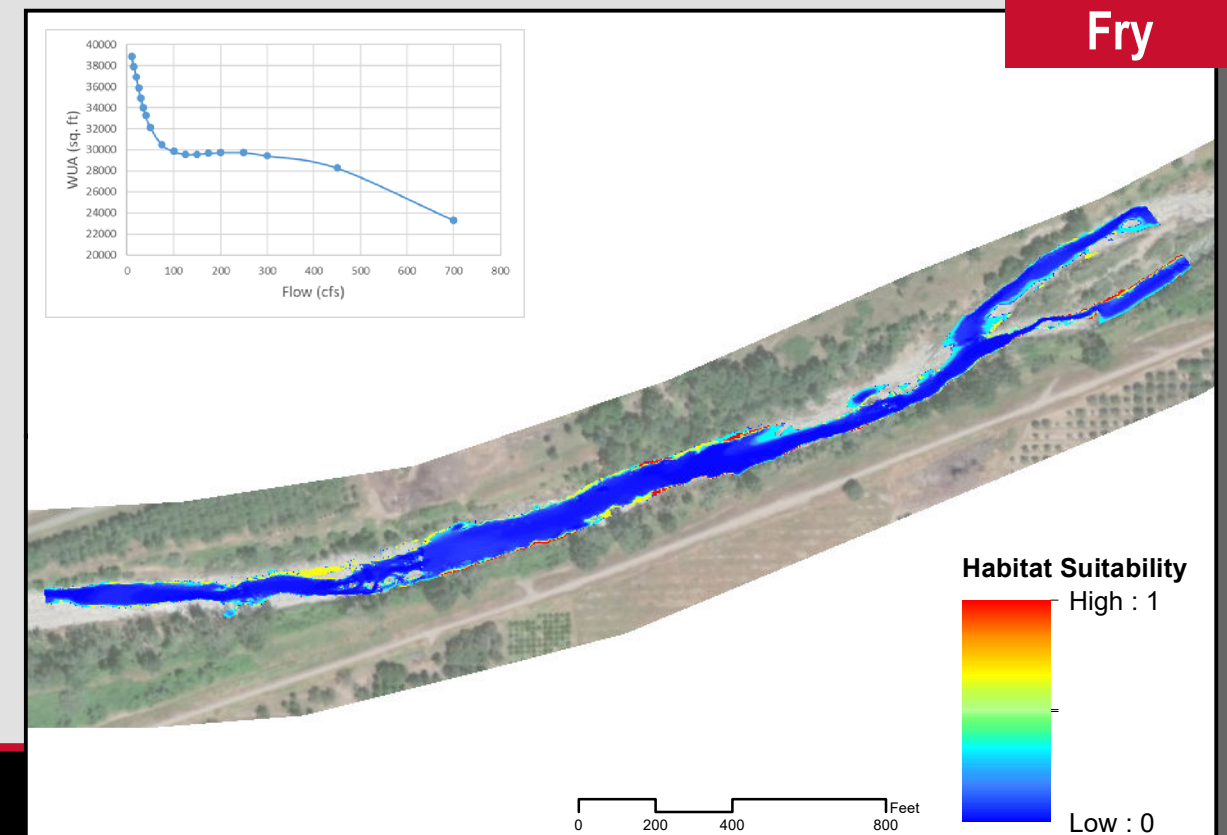 Fry
40000
38000
36000
34000
32000
30000
28000
26000
24000
22000
20000
WUA (sq. ft)
0 100 200 300 400 500 600 700 800
Flow (cfs)
Habitat Suitability
High : 1
Low : 0
Feet
0 200 400 800